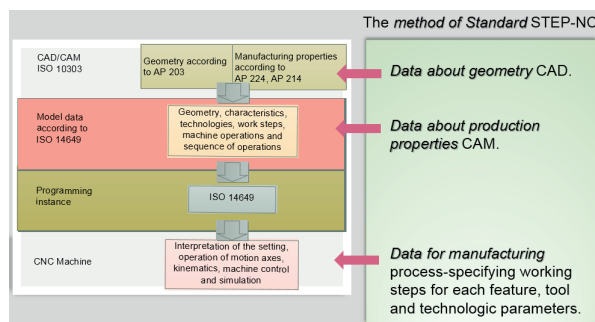 The method of Standard STEP-NC
CAD/CAM
ISO 10303
Geometry according
to AP 203
Manufacturing properties
according to
AP 224, AP 214
Data about geometry CAD.
Model data
according to
ISO 14649
Geometry, characteristics,
technologies, work steps,
machine operations and
sequence of operations
Data about production
properties CAM.
Programming
instance
ISO 14649
CNC Machine
Interpretation of the setting,
operation of motion axes,
kinematics, machine control
and simulation
Data for manufacturing
process-specifying working
steps for each feature, tool
and technologic parameters.